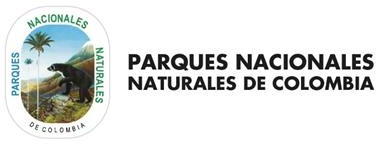 PARQUES NACIONALES NATURALES
DE COLOMBIA
PARQUES NACIONALES
NATURALES DE COLOMBIA